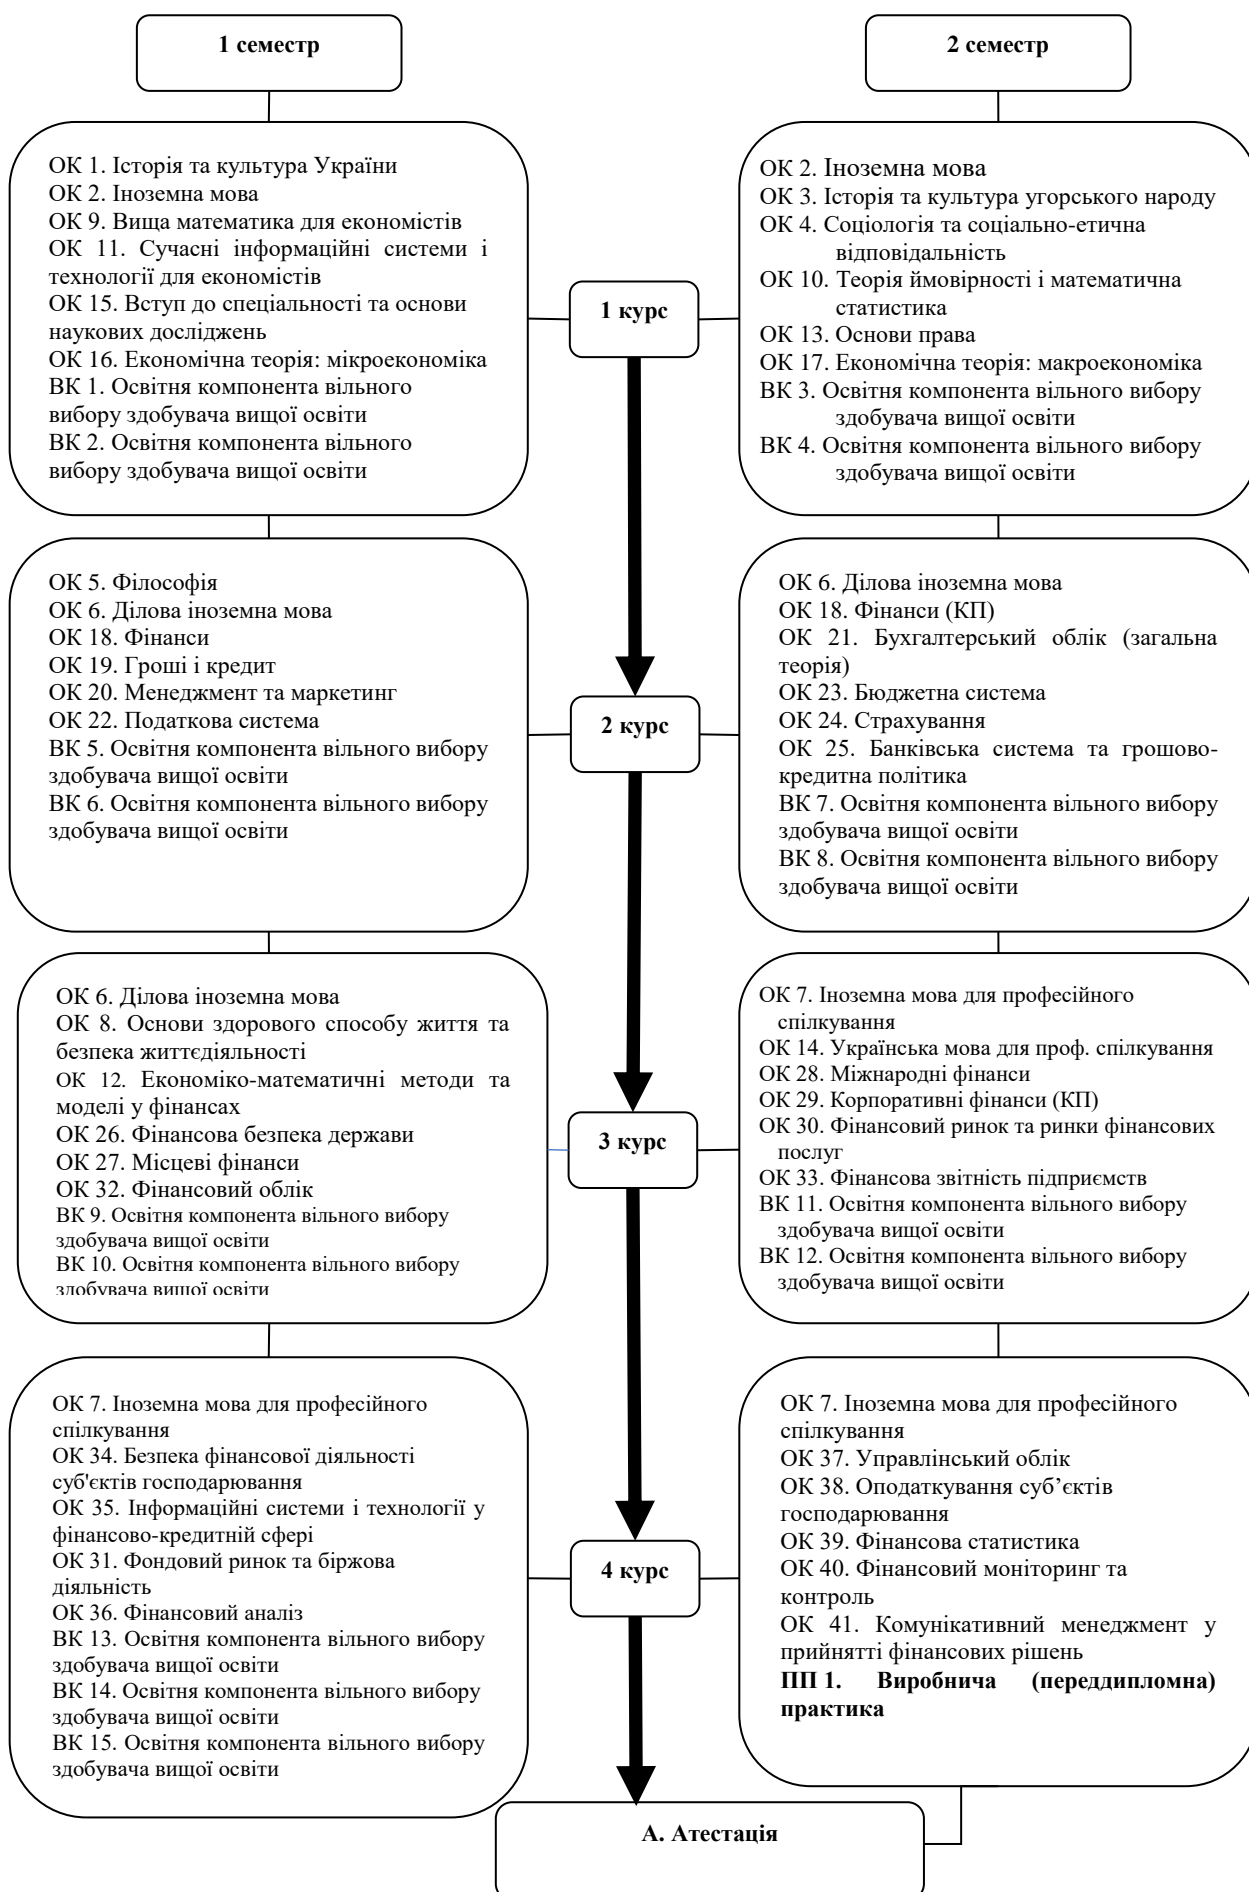 1 семестр
2 семестр
ОК 1. Історія та культура України
ОК 2. Іноземна мова
ОК 9. Вища математика для економістів
ОК 11. Сучасні інформаційні системи і
технології для економістів
ОК 15. Вступ до спеціальності та основи
наукових досліджень
ОК 16. Економічна теорія: мікроекономіка
ВК 1. Освітня компонента вільного
вибору здобувача вищої освіти
ВК 2. Освітня компонента вільного
вибору здобувача вищої освіти
1 курс
ОК 2. Іноземна мова
ОК 3. Історія та культура угорського народу
ОК 4. Соціологія та соціально-етична
відповідальність
ОК 10. Теорія ймовірності і математична
статистика
ОК 13. Основи права
ОК 17. Економічна теорія: макроекономіка
ВК 3. Освітня компонента вільного вибору
здобувача вищої освіти
ВК 4. Освітня компонента вільного вибору
здобувача вищої освіти
ОК 5. Філософія
ОК 6. Ділова іноземна мова
ОК 18. Фінанси
ОК 19. Гроші і кредит
ОК 20. Менеджмент та маркетинг
ОК 22. Податкова система
ВК 5. Освітня компонента вільного вибору
здобувача вищої освіти
ВК 6. Освітня компонента вільного вибору
здобувача вищої освіти
2 курс
ОК 6. Ділова іноземна мова
ОК 18. Фінанси (КП)
ОК 21. Бухгалтерський облік (загальна
теорія)
ОК 23. Бюджетна система
ОК 24. Страхування
ОК 25. Банківська система та грошово-
кредитна політика
ВК 7. Освітня компонента вільного вибору
здобувача вищої освіти
ВК 8. Освітня компонента вільного вибору
здобувача вищої освіти
ОК 6. Ділова іноземна мова
ОК 8. Основи здорового способу життя та
безпека життєдіяльності
ОК 12. Економіко-математичні методи та
моделі у фінансах
ОК 26. Фінансова безпека держави
ОК 27. Місцеві фінанси
ОК 32. Фінансовий облік
ВК 9. Освітня компонента вільного вибору
здобувача вищої освіти
ВК 10. Освітня компонента вільного вибору
здобувача вищої освіти
3 курс
ОК 7. Іноземна мова для професійного
спілкування
ОК 14. Українська мова для проф. спілкування
ОК 28. Міжнародні фінанси
ОК 29. Корпоративні фінанси (КП)
ОК 30. Фінансовий ринок та ринки фінансових
послуг
ОК 33. Фінансова звітність підприємств
ВК 11. Освітня компонента вільного вибору
здобувача вищої освіти
ВК 12. Освітня компонента вільного вибору
здобувача вищої освіти
ОК 7. Іноземна мова для професійного
спілкування
ОК 34. Безпека фінансової діяльності
суб'єктів господарювання
ОК 35. Інформаційні системи і технології у
фінансово-кредитній сфері
ОК 31. Фондовий ринок та біржова
діяльність
ОК 36. Фінансовий аналіз
ВК 13. Освітня компонента вільного вибору
здобувача вищої освіти
ВК 14. Освітня компонента вільного вибору
здобувача вищої освіти
ВК 15. Освітня компонента вільного вибору
здобувача вищої освіти
4 курс
ОК 7. Іноземна мова для професійного
спілкування
ОК 37. Управлінський облік
ОК 38. Оподаткування суб’єктів
господарювання
ОК 39. Фінансова статистика
ОК 40. Фінансовий моніторинг та
контроль
ОК 41. Комунікативний менеджмент у
прийнятті фінансових рішень
ПП 1. Виробнича (переддипломна)
практика
А. Атестація